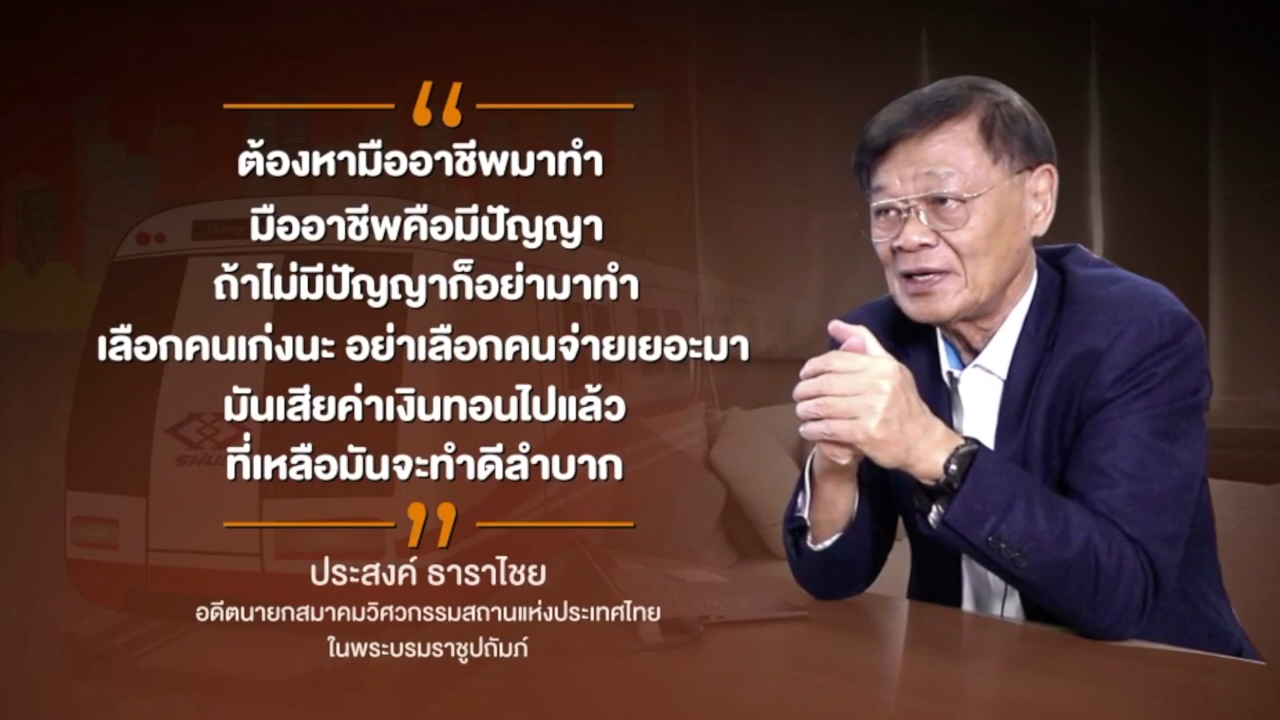 “
ต้องหามืออาชีพมาทำ
มืออาชีพคือมีปัญญา
ถ้าไม่มีปัญญาก็อย่ามาทำ
เลือกคนเก่งนะ อย่าเลือกคนจ่ายเยอะมา
มันเสียค่าเงินทอนไปแล้ว
ที่เหลือมันจะทำดีลำบาก
”
ประสงค์ ธาราไชย
อดีตนายกสมาคมวิศวกรรมสถานแห่งประเทศไทย
ในพระบรมราชูปถัมภ์